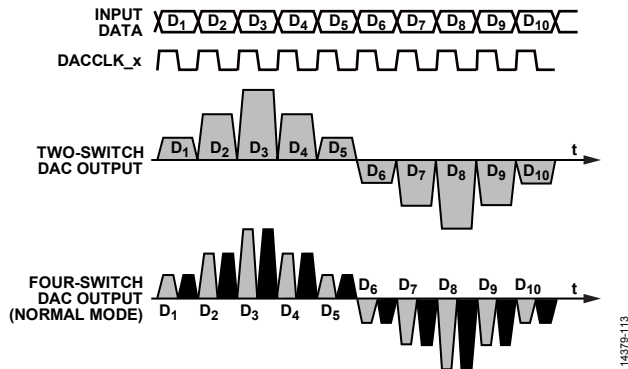 INPUT
DATA
D1 D2 D3 D4 D5 D6 D7 D8 D9 D10
DACCLK_x
TWO-SWITCH
DAC OUTPUT
D1 D2 D3 D4 D5 D6 D7 D8 D9 D10
t
FOUR-SWITCH
DAC OUTPUT
(NORMAL MODE)
D1 D2 D3 D4 D5 D6 D7 D8 D9 D10
t
14379-113